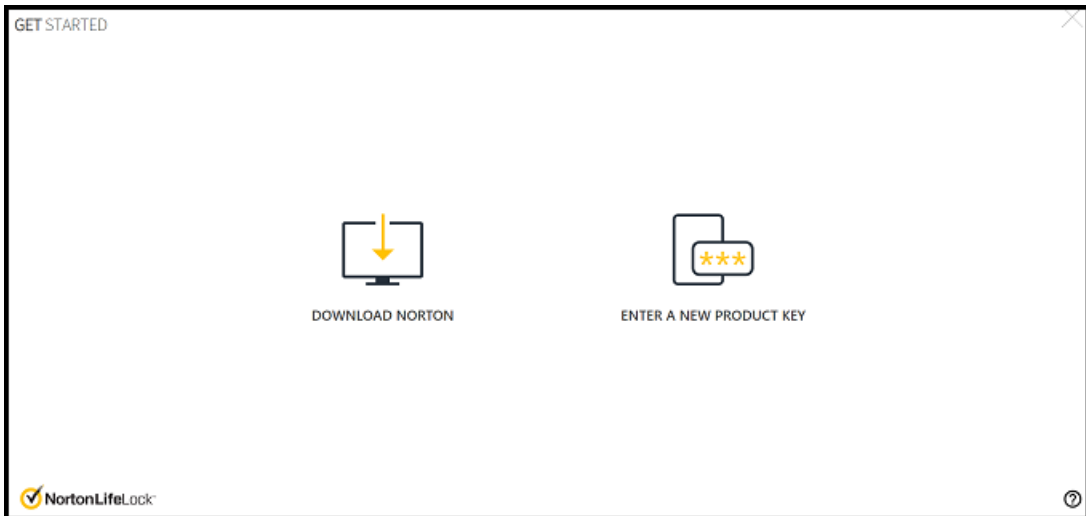 GET STARTED
DOWNLOAD NORTON
***
ENTER A NEW PRODUCT KEY
NortonLifeLock
?